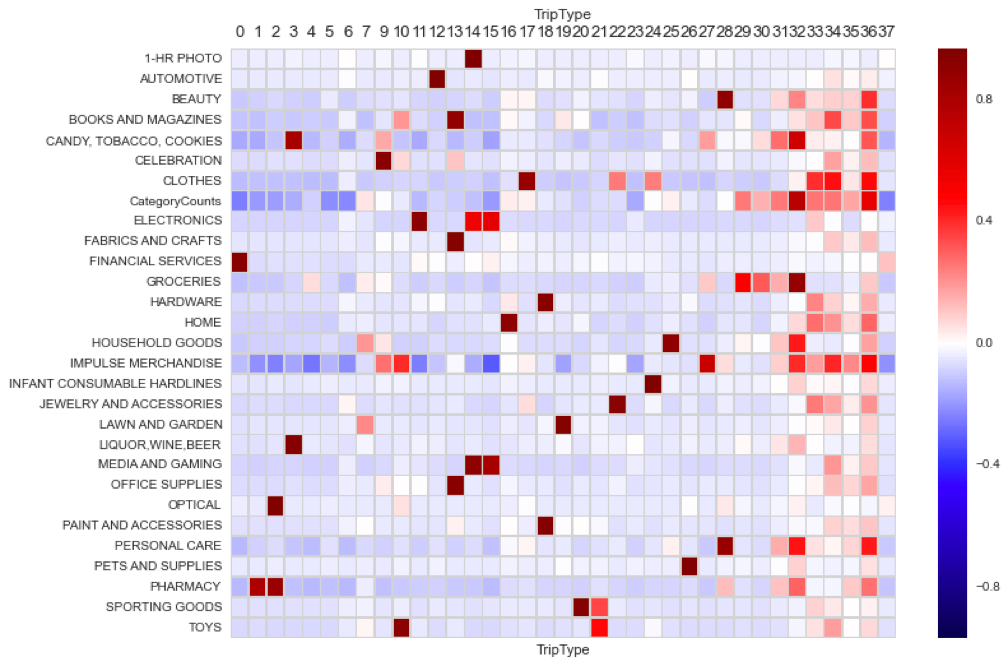 TripType
0 1 2 3 4 5 6 7 9 10 11 12 13 14 15 16 17 18 19 20 21 22 23 24 25 26 27 28 29 30 31 32 33 34 35 36 37
1-HR PHOTO
AUTOMOTIVE
BEAUTY
BOOKS AND MAGAZINES
CANDY, TOBACCO, COOKIES
CELEBRATION
CLOTHES
CategoryCounts
ELECTRONICS
FABRICS AND CRAFTS
FINANCIAL SERVICES
GROCERIES
HARDWARE
HOME
HOUSEHOLD GOODS
IMPULSE MERCHANDISE
INFANT CONSUMABLE HARDLINES
JEWELRY AND ACCESSORIES
LAWN AND GARDEN
LIQUOR,WINE,BEER
MEDIA AND GAMING
OFFICE SUPPLIES
OPTICAL
PAINT AND ACCESSORIES
PERSONAL CARE
PETS AND SUPPLIES
PHARMACY
SPORTING GOODS
TOYS
TripType
0.8
0.4
0.0
−0.4
−0.8